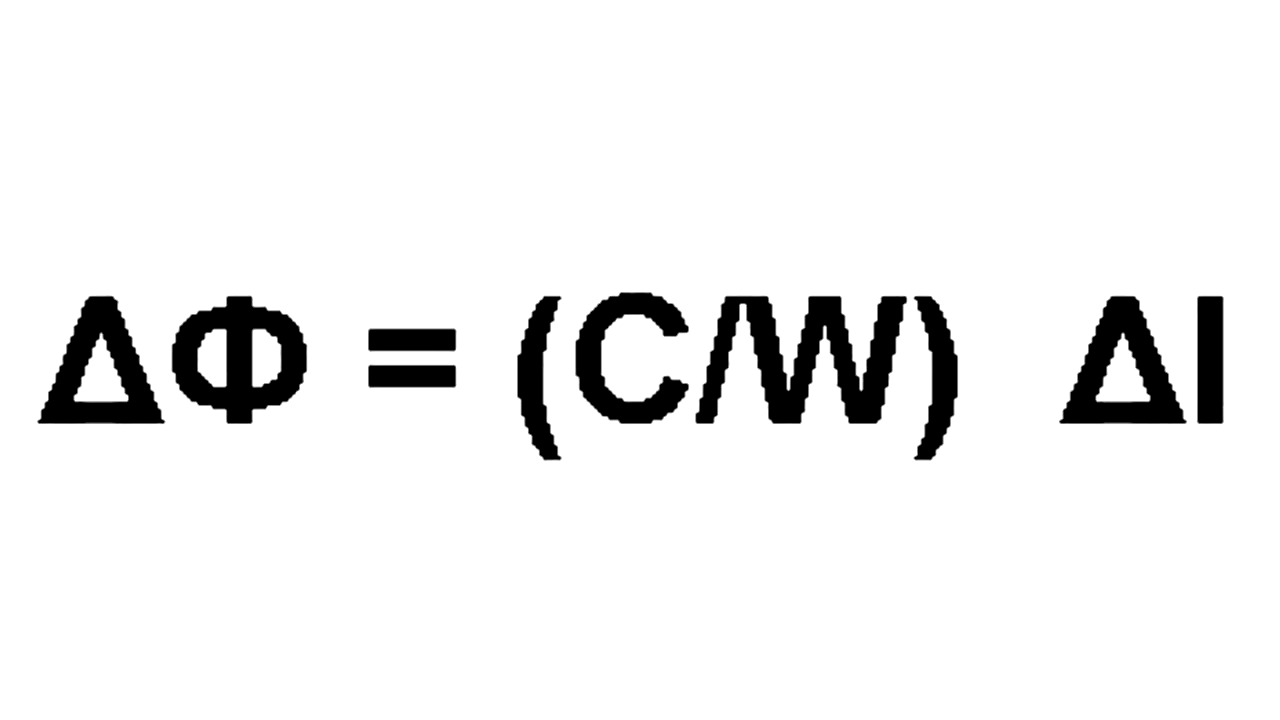 ΔΦ = (C/W) ΔI